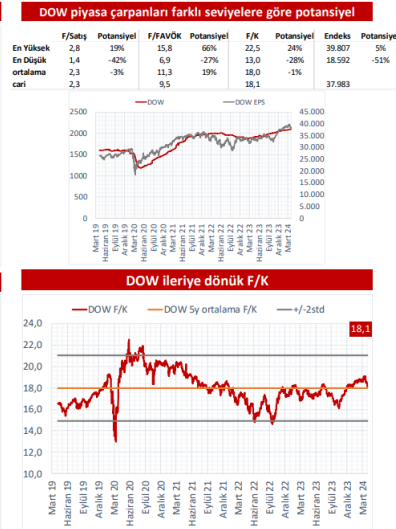 DOW piyasa çarpanları farklı seviyelere göre potansiyel
F/Satış Potansiyel F/FAVÖK Potansiyel F/K Potansiyel Endeks Potansiyel
En Yüksek 2,8 19% 15,8 66% 22,5 24% 39.807 5%
En Düşük 1,4 -42% 6,9 -27% 13,0 -28% 18.592 -51%
ortalama 2,3 -3% 11,3 19% 18,0 -1%
cari 2,3 9,5 18,1 37.983
DOW DOW EPS
2500
2000
1500
1000
500
0
45.000
40.000
35.000
30.000
25.000
20.000
15.000
10.000
5.000
0
Mart 19
Haziran 19
Eylül 19
Aralık 19
Mart 20
Haziran 20
Eylül 20
Aralık 20
Mart 21
Haziran 21
Eylül 21
Aralık 21
Mart 22
Haziran 22
Eylül 22
Aralık 22
Mart 23
Haziran 23
Eylül 23
Aralık 23
Mart 24
DOW ileriye dönük F/K
DOW F/K DOW 5y ortalama F/K +/-2std
24,0
22,0
20,0
18,0
16,0
14,0
12,0
10,0
18,1
Mart 19
Haziran 19
Eylül 19
Aralık 19
Mart 20
Haziran 20
Eylül 20
Aralık 20
Mart 21
Haziran 21
Eylül 21
Aralık 21
Mart 22
Haziran 22
Eylül 22
Aralık 22
Mart 23
Haziran 23
Eylül 23
Aralık 23
Mart 24